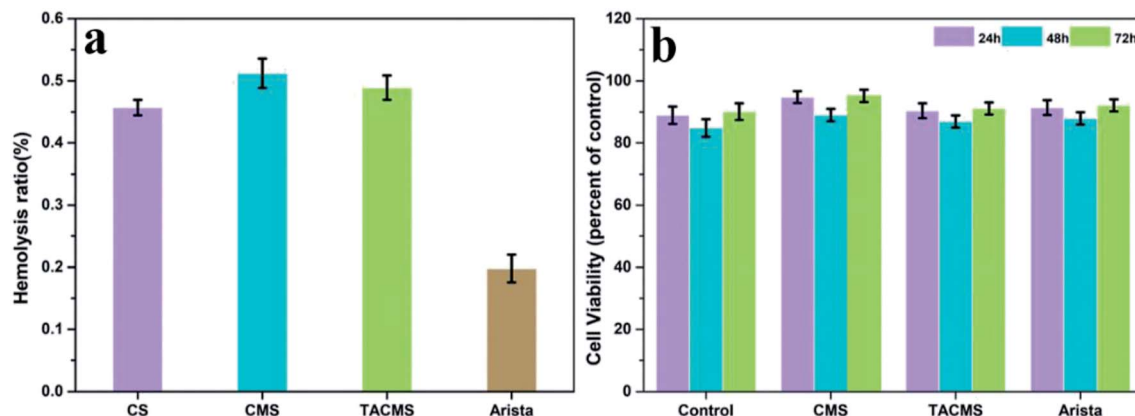 a
Hemolysis ratio(%)
0.6
0.5
0.4
0.3
0.2
0.1
0.0
CS CMS TACMS Arista
b
24h 48h 72h
Cell Viability (percent of control)
120
100
80
60
40
20
0
Control CMS TACMS Arista